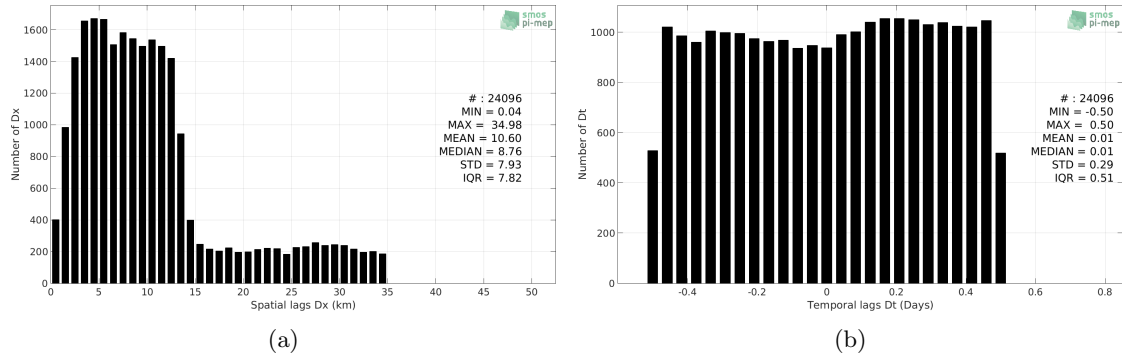 smos
pi-mep
1600
1400
1200
1000
800
600
400
200
0
Number of Dx
# : 24096
MIN = 0.04
MAX = 34.98
MEAN = 10.60
MEDIAN = 8.76
STD = 7.93
IQR = 7.82
0 5 10 15 20 25 30 35 40 45 50
Spatial lags Dx (km)
(a)
smos
pi-mep
1000
800
600
400
200
0
Number of Dt
# : 24096
MIN = -0.50
MAX = 0.50
MEAN = 0.01
MEDIAN = 0.01
STD = 0.29
IQR = 0.51
-0.4 -0.2 0 0.2 0.4 0.6 0.8
Temporal lags Dt (Days)
(b)